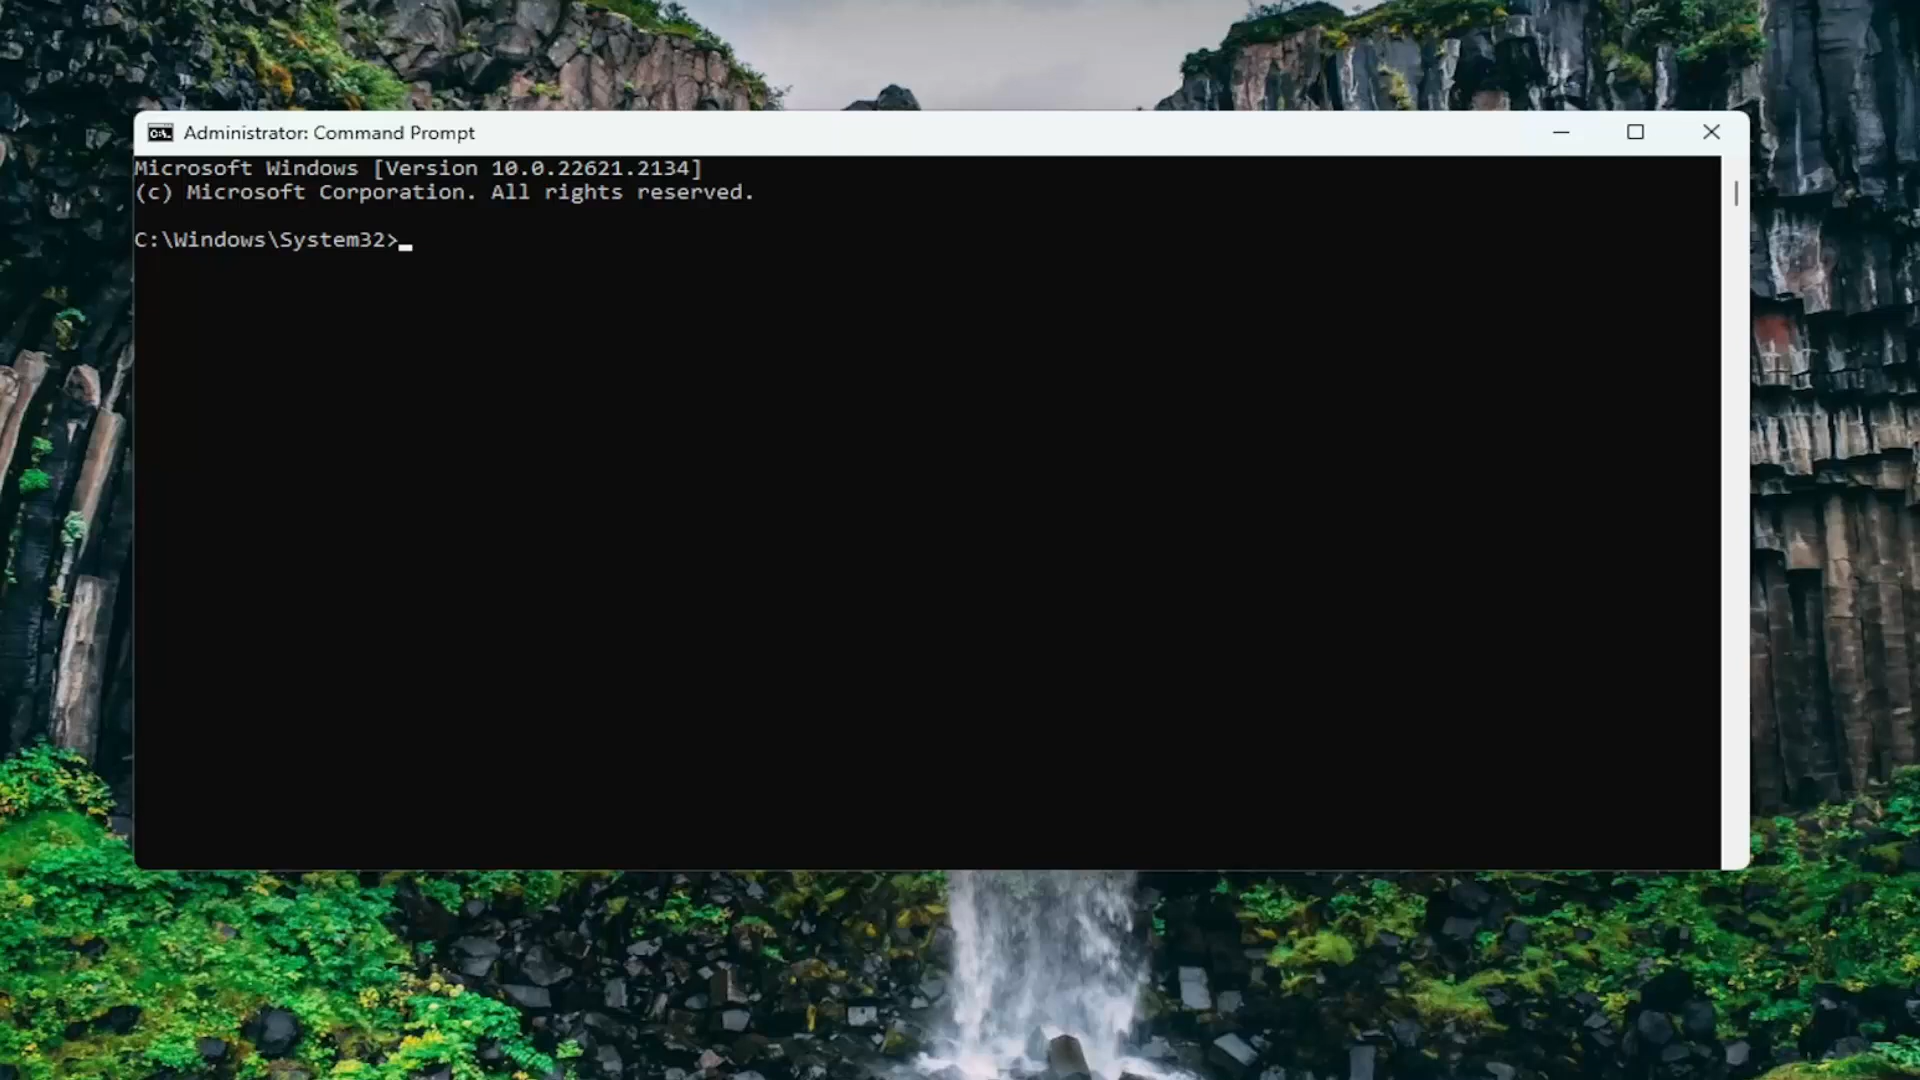 Administrator: Command Prompt
Microsoft Windows [Version 10.0.22621.2134]
(c) Microsoft Corporation. All rights reserved.
C:\Windows\System32>